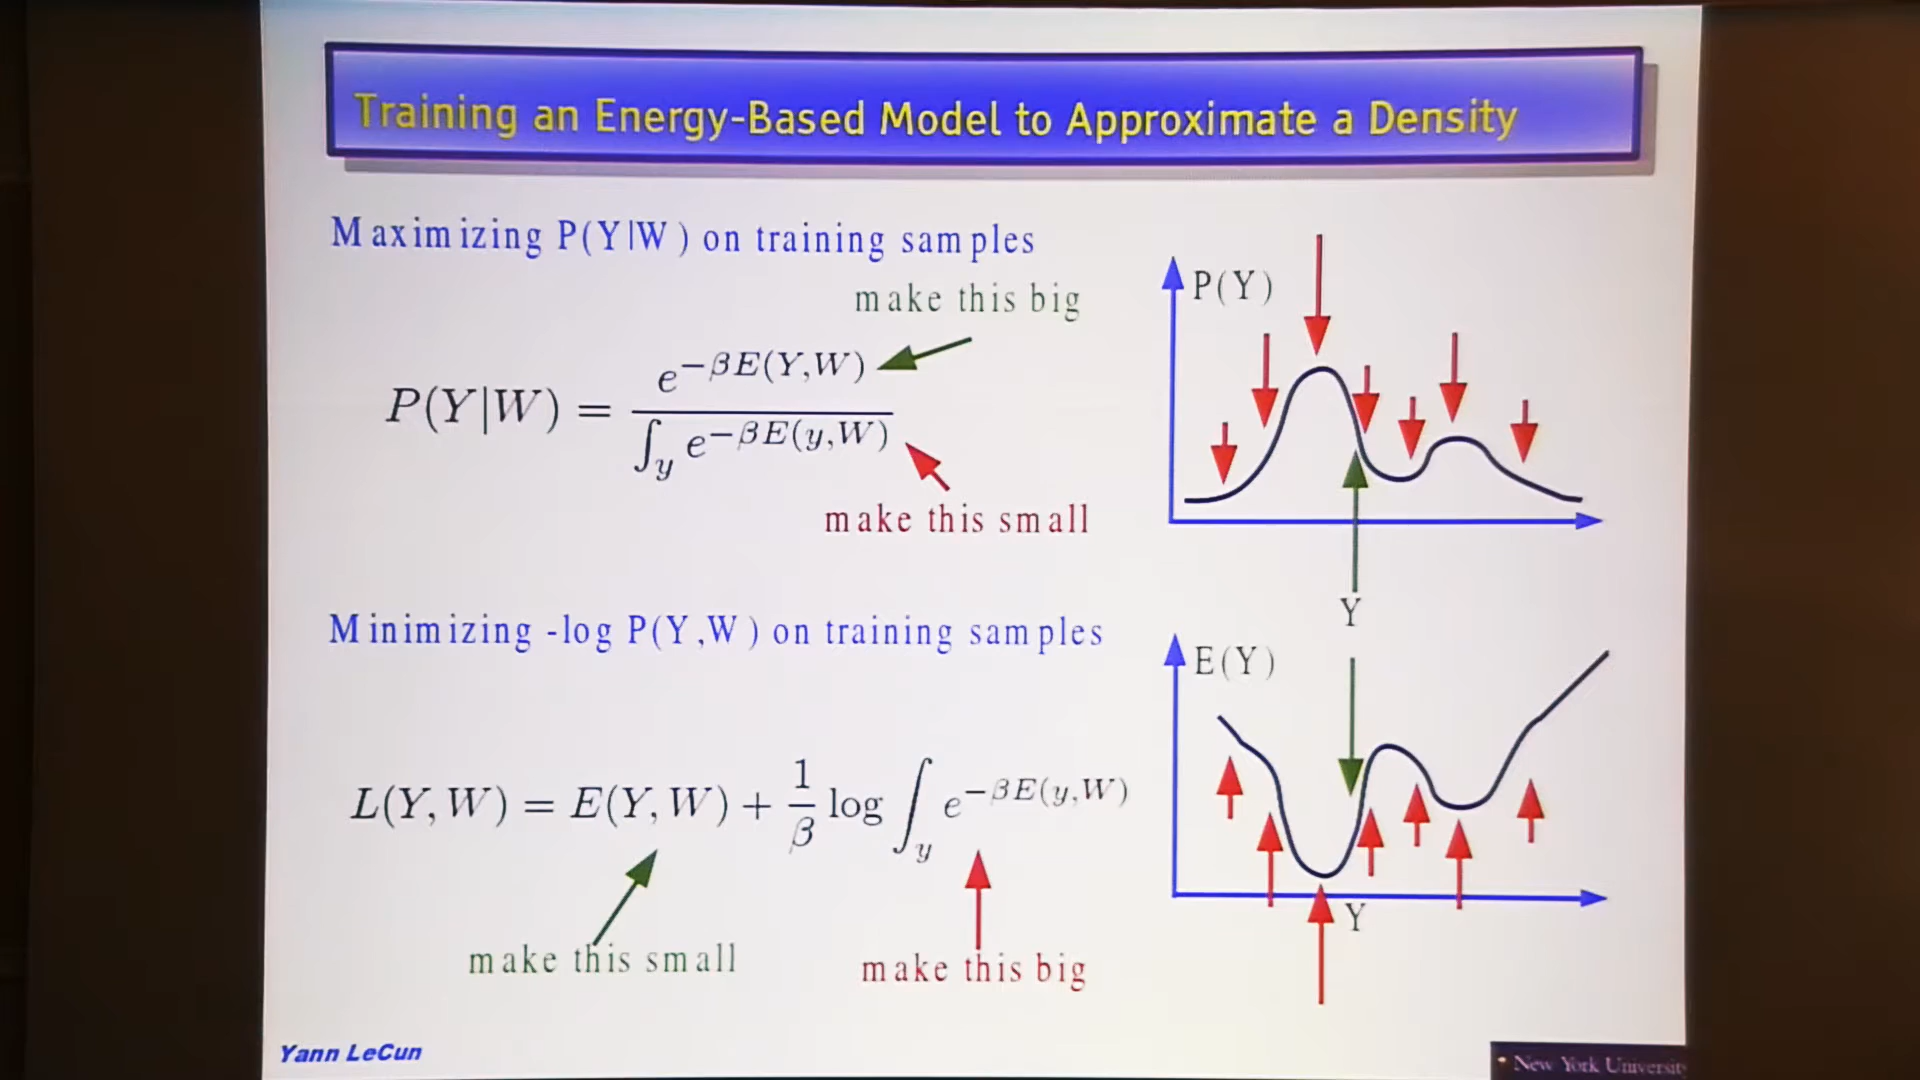 Training an Energy-Based Model to Approximate a Density
Maximizing P(Y|W) on training samples
make this big
P(Y|W) = e^{-βE(Y,W)} / ∫_y e^{-βE(y,W)}
make this small
P(Y)
Y
Minimizing -log P(Y,W) on training samples
E(Y)
L(Y,W) = E(Y,W) + 1/β log ∫_y e^{-βE(y,W)}
make this small
make this big
Y
Yann LeCun
New York University